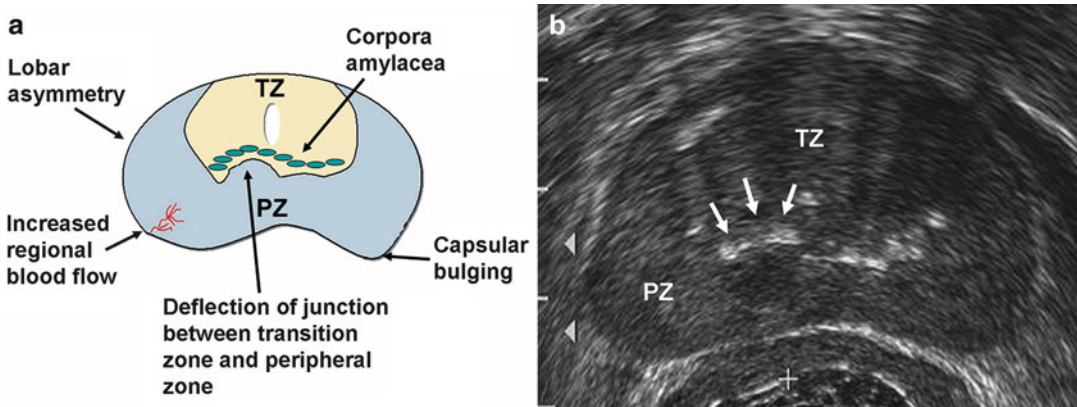 a
Lobar
asymmetry
TZ
Corpora
amylacea
PZ
Increased
regional
blood flow
Capsular
bulging
Deflection of junction
between transition
zone and peripheral
zone
b
TZ
PZ